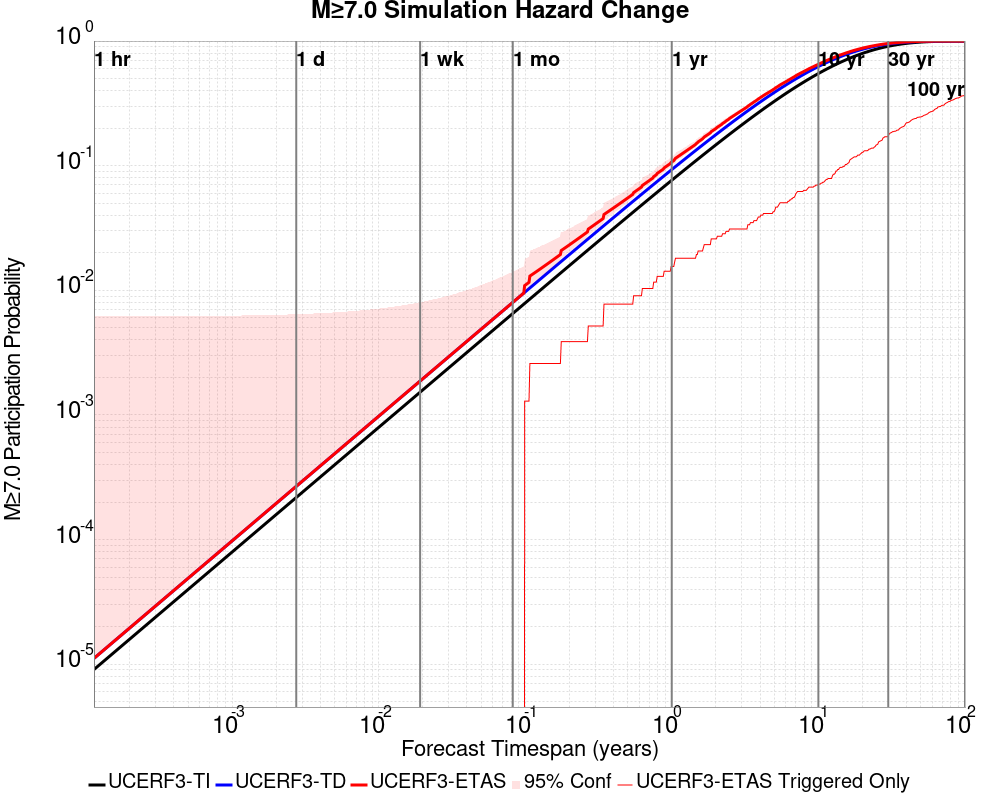 M≥7.0 Simulation Hazard Change
10^0
1 hr
1 d
1 wk
1 mo
1 yr
10 yr
30 yr
100 yr
10^-1
10^-2
10^-3
10^-4
10^-5
M≥7.0 Participation Probability
10^-3
10^-2
10^-1
10^0
10^1
10^2
Forecast Timespan (years)
UCERF3-TI UCERF3-TD UCERF3-ETAS 95% Conf UCERF3-ETAS Triggered Only